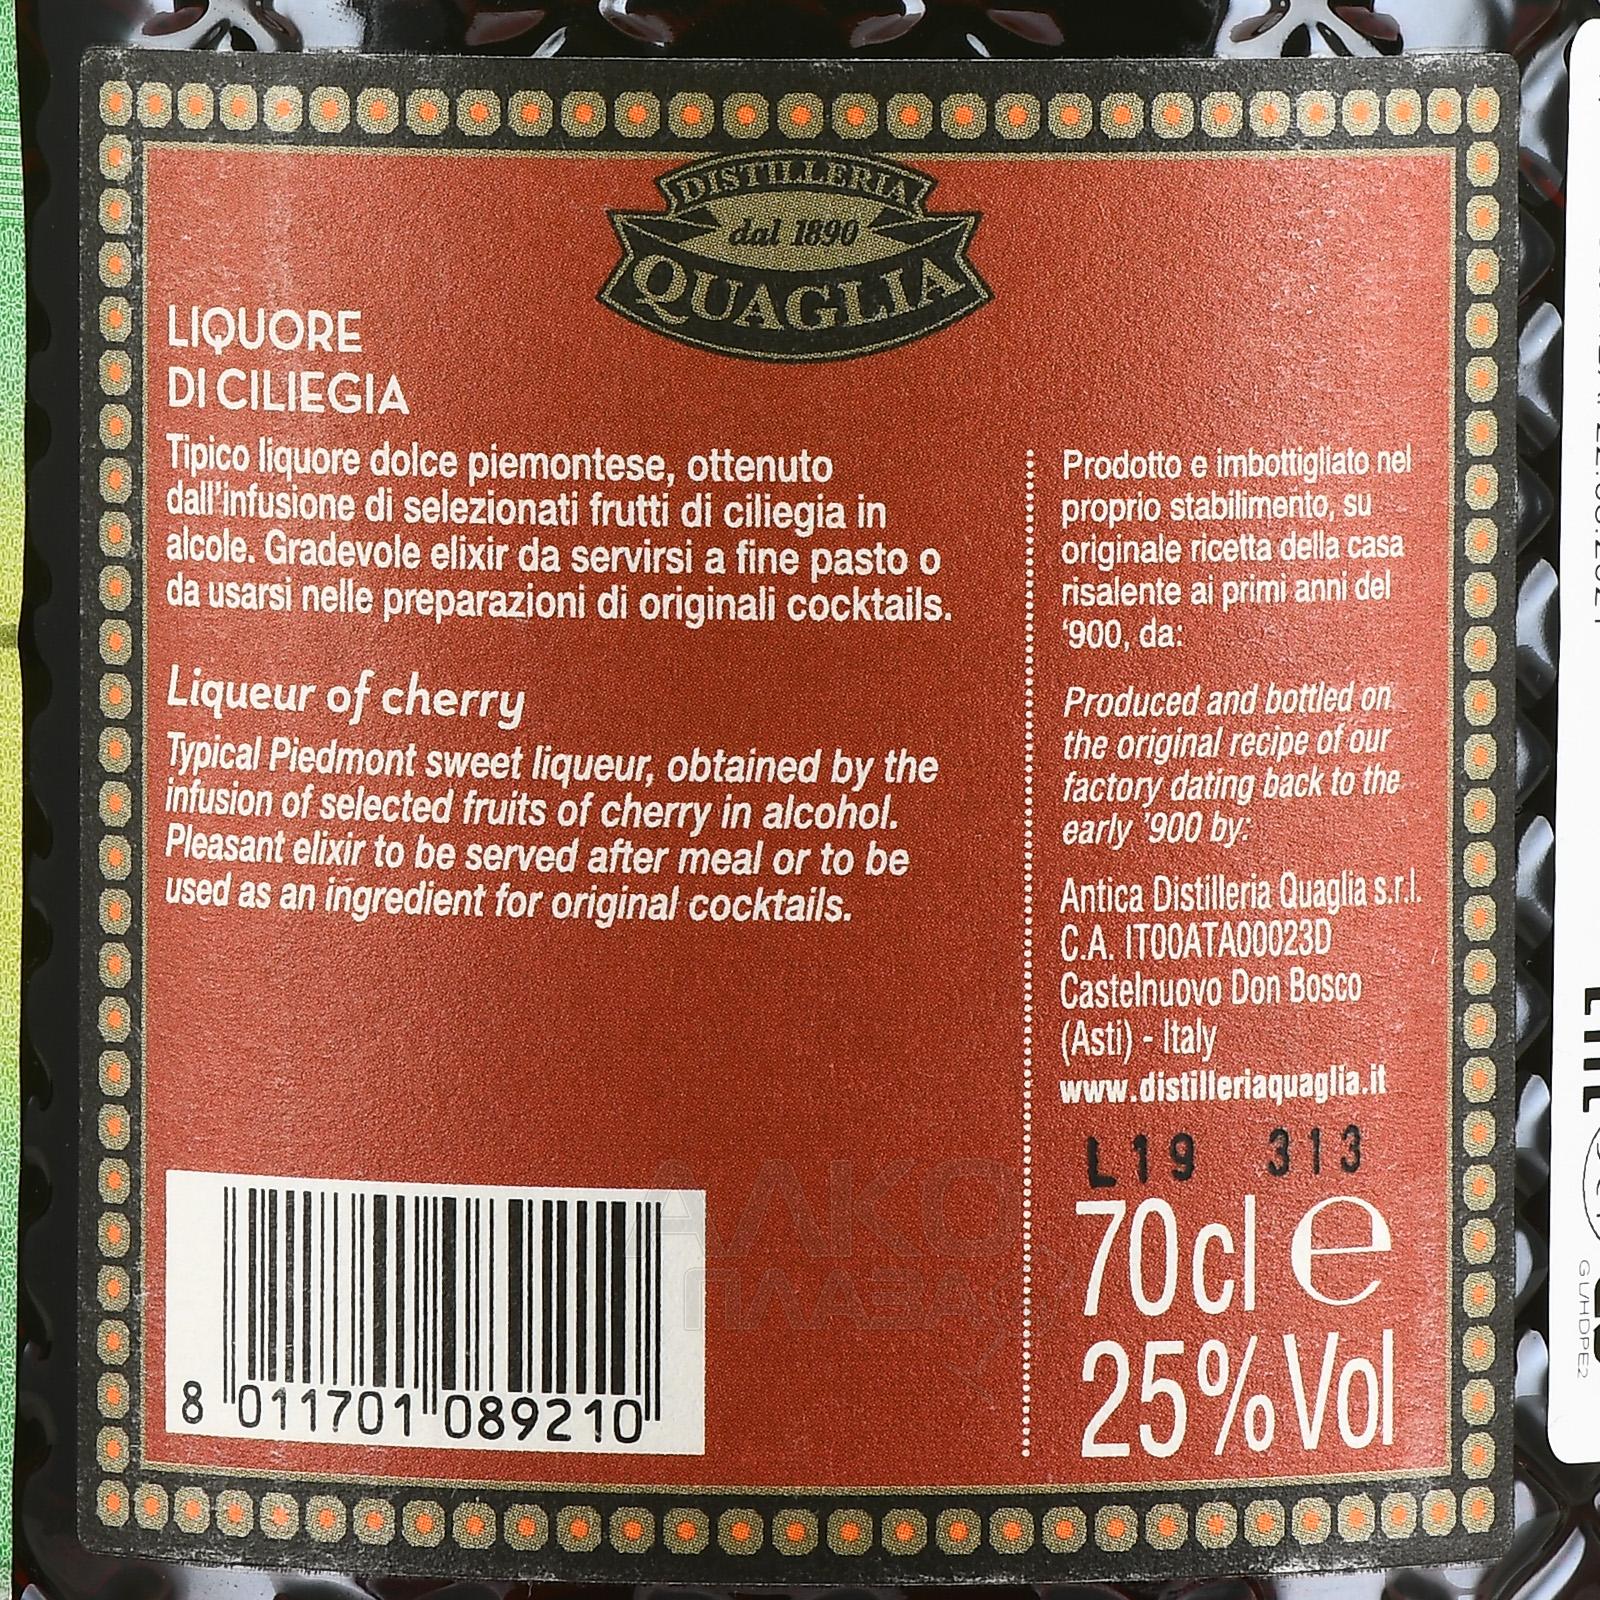 DISTILLERIA
dal 1890
QUAGLIA
LIQUORE
DI CILIEGIA
Tipico liquore dolce piemontese, ottenuto
dall'infusione di selezionati frutti di ciliegia in
alcole. Gradevole elixir da servirsi a fine pasto o
da usarsi nelle preparazioni di originali cocktails.
Liqueur of cherry
Typical Piedmont sweet liqueur, obtained by the
infusion of selected fruits of cherry in alcohol.
Pleasant elixir to be served after meal or to be
used as an ingredient for original cocktails.
8 011701 089210
Prodotto e imbottigliato nel
proprio stabilimento, su
originale ricetta della casa
risalente ai primi anni del
'900, da:
Produced and bottled on
the original recipe of our
factory dating back to the
early '900 by:
Antica Distilleria Quaglia s.r.l.
C.A. IT00ATA00023D
Castelnuovo Don Bosco
(Asti) - Italy
www.distilleriaquaglia.it
L19 313
70 cl e
25% Vol
АЛКО
ПЛАЗА